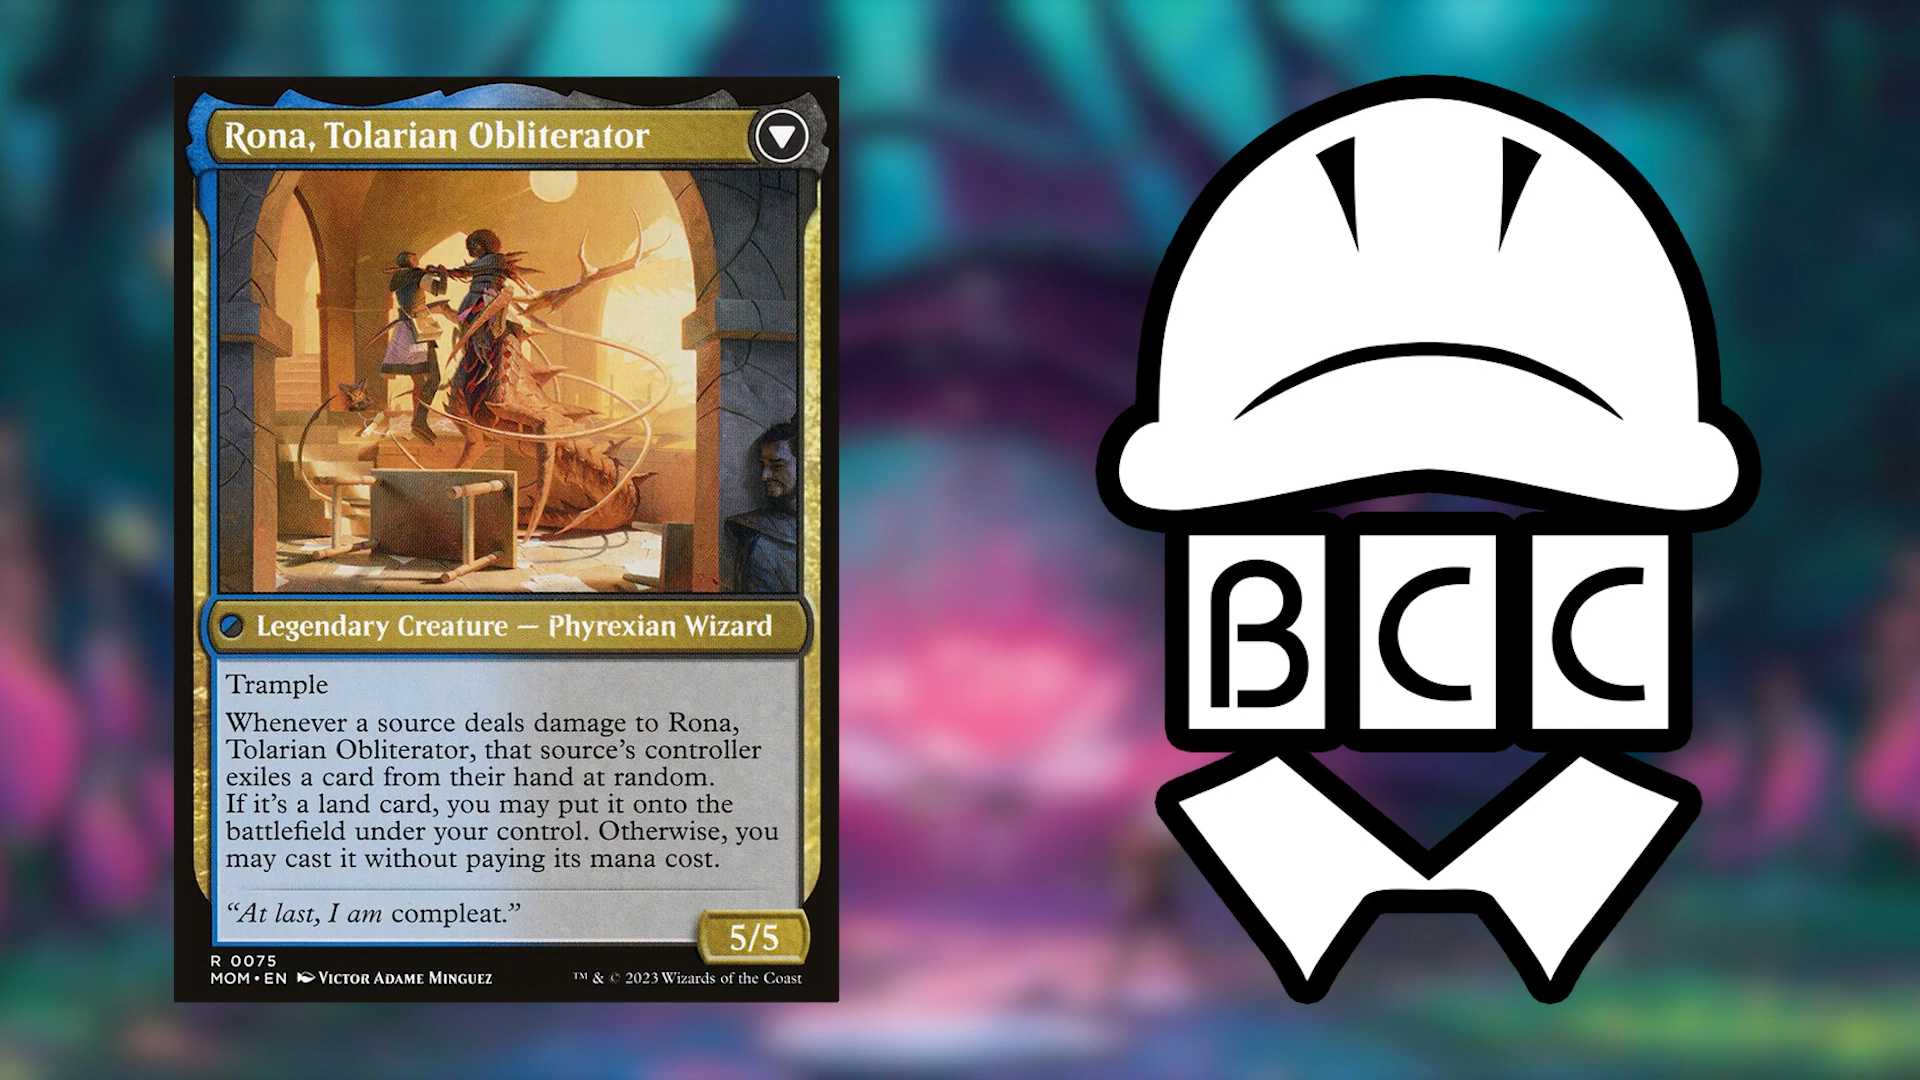 Rona, Tolarian Obliterator
Legendary Creature — Phyrexian Wizard
Trample
Whenever a source deals damage to Rona,
Tolarian Obliterator, that source's controller
exiles a card from their hand at random.
If it's a land card, you may put it onto the
battlefield under your control. Otherwise, you
may cast it without paying its mana cost.
“At last, I am compleat.”
5/5
R 0075
MOM • EN VICTOR ADAME MINGUEZ
™ & © 2023 Wizards of the Coast
BCC